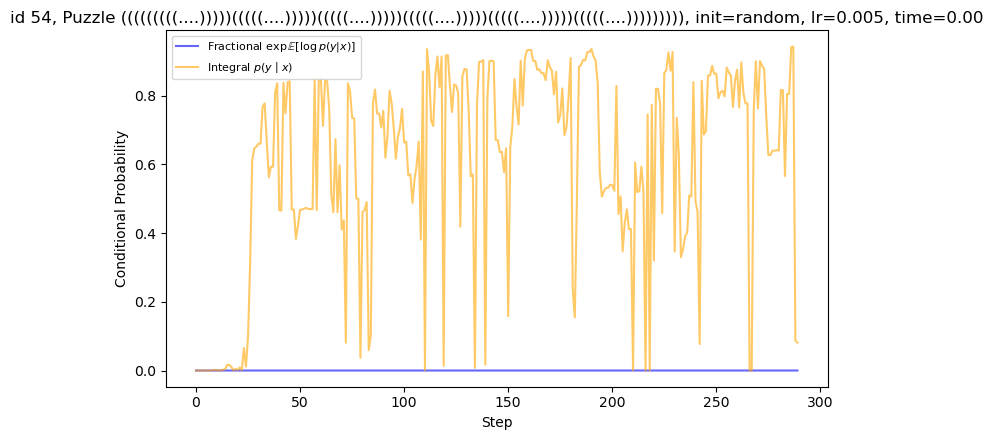 id 54, Puzzle (((((((((....)))))(((((....)))))(((((....)))))(((((....)))))(((((....)))))(((((....))))))))), init=random, lr=0.005, time=0.00
Fractional exp𝔼[log p(y|x)]
Integral p(y | x)
Conditional Probability
0.8
0.6
0.4
0.2
0.0
0 50 100 150 200 250 300
Step